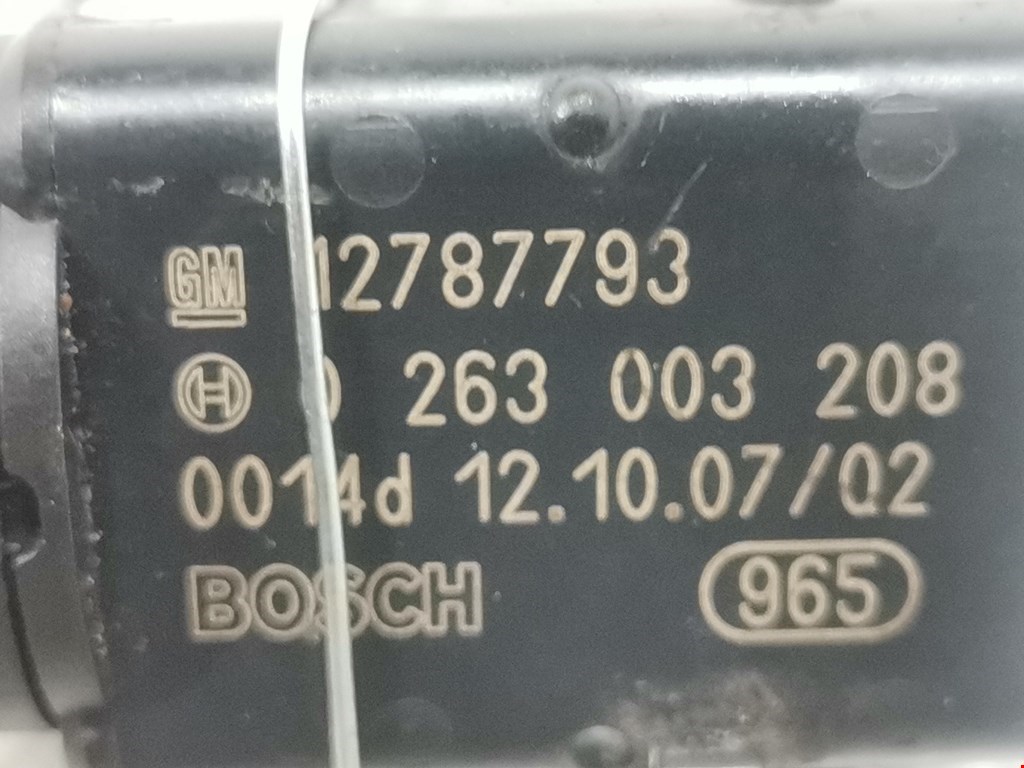 GM 12787793
H 0 263 003 208
0014d 12.10.07/02
BOSCH 965